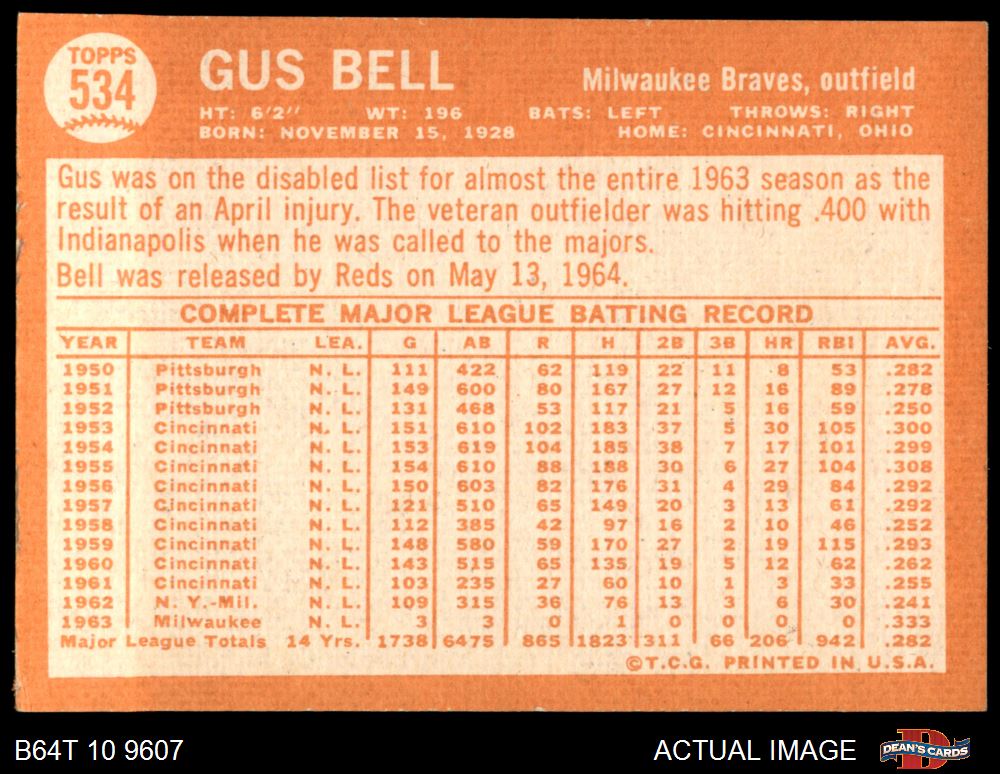 TOPPS
534
GUS BELL
Milwaukee Braves, outfield
HT: 6'2" WT: 196 BATS: LEFT THROWS: RIGHT
BORN: NOVEMBER 15, 1928 HOME: CINCINNATI, OHIO
Gus was on the disabled list for almost the entire 1963 season as the
result of an April injury. The veteran outfielder was hitting .400 with
Indianapolis when he was called to the majors.
Bell was released by Reds on May 13, 1964.
COMPLETE MAJOR LEAGUE BATTING RECORD
YEAR TEAM LEA. G AB R H 2B 3B HR RBI AVG.
1950 Pittsburgh N. L. 111 422 62 119 22 11 8 53 .282
1951 Pittsburgh N. L. 149 600 80 167 27 12 16 89 .278
1952 Pittsburgh N. L. 131 468 53 117 21 5 16 59 .250
1953 Cincinnati N. L. 151 610 102 183 37 5 30 105 .300
1954 Cincinnati N. L. 153 619 104 185 38 7 17 101 .299
1955 Cincinnati N. L. 154 610 88 188 30 6 27 104 .308
1956 Cincinnati N. L. 150 603 82 176 31 4 29 84 .292
1957 Cincinnati N. L. 121 510 65 149 20 3 13 61 .292
1958 Cincinnati N. L. 112 385 42 97 16 2 10 46 .252
1959 Cincinnati N. L. 148 580 59 170 27 2 19 115 .293
1960 Cincinnati N. L. 143 515 65 135 19 5 12 62 .262
1961 Cincinnati N. L. 103 235 27 60 10 1 3 33 .255
1962 N. Y.-Mil. N. L. 109 315 36 76 13 3 6 30 .241
1963 Milwaukee N. L. 3 3 0 1 0 0 0 0 .333
Major League Totals 14 Yrs. 1738 6475 865 1823 311 66 206 942 .282
©T.C.G. PRINTED IN U.S.A.
B64T 10 9607
ACTUAL IMAGE
DEAN'S CARDS